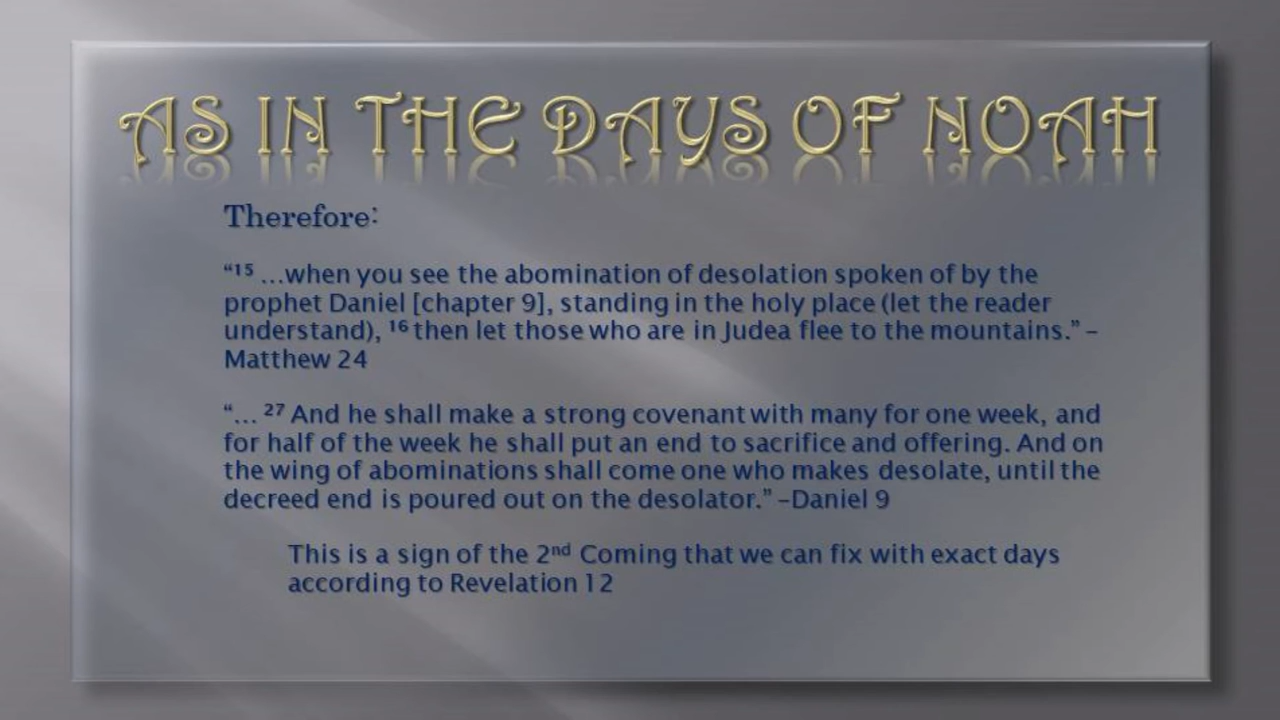 AS IN THE DAYS OF NOAH
Therefore:
“15 …when you see the abomination of desolation spoken of by the
prophet Daniel [chapter 9], standing in the holy place (let the reader
understand), 16 then let those who are in Judea flee to the mountains.” –
Matthew 24
“… 27 And he shall make a strong covenant with many for one week, and
for half of the week he shall put an end to sacrifice and offering. And on
the wing of abominations shall come one who makes desolate, until the
decreed end is poured out on the desolator.” –Daniel 9
This is a sign of the 2nd Coming that we can fix with exact days
according to Revelation 12